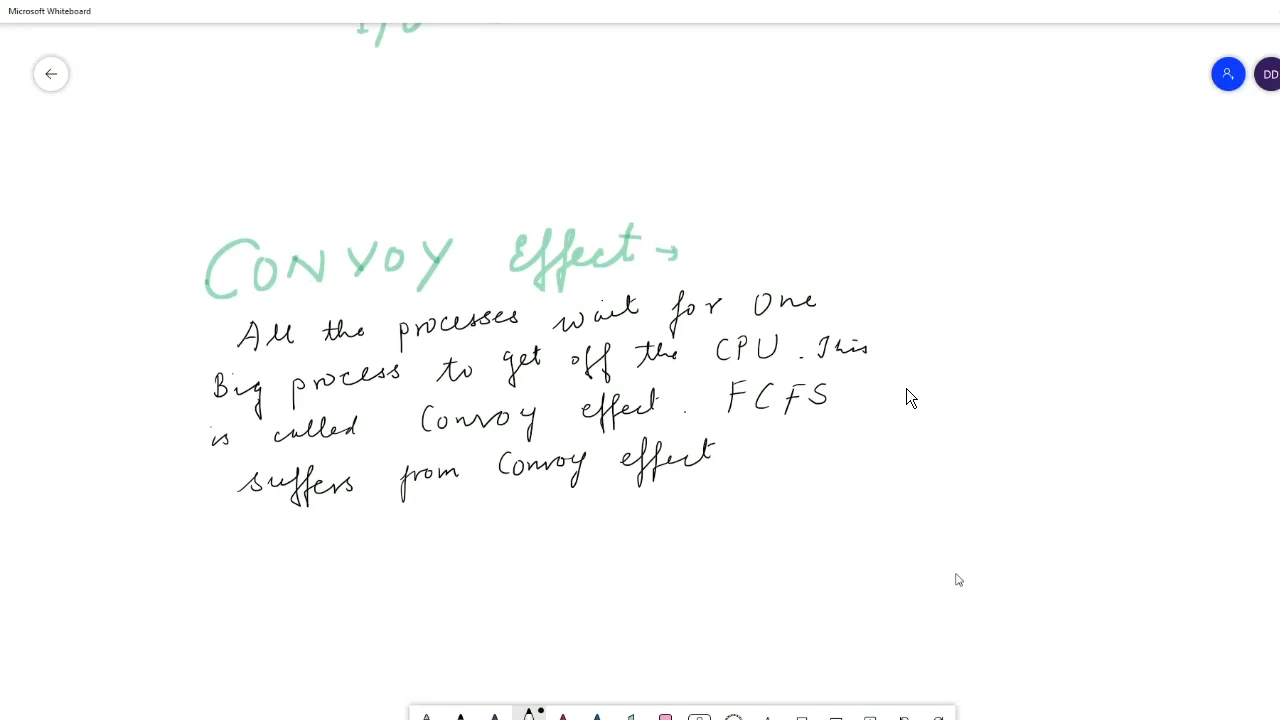 Microsoft Whiteboard
I/O
DD
CONVOY Effect →
All the processes wait for One
Big process to get off the CPU. This
is called Convoy effect. FCFS
suffers from Convoy effect